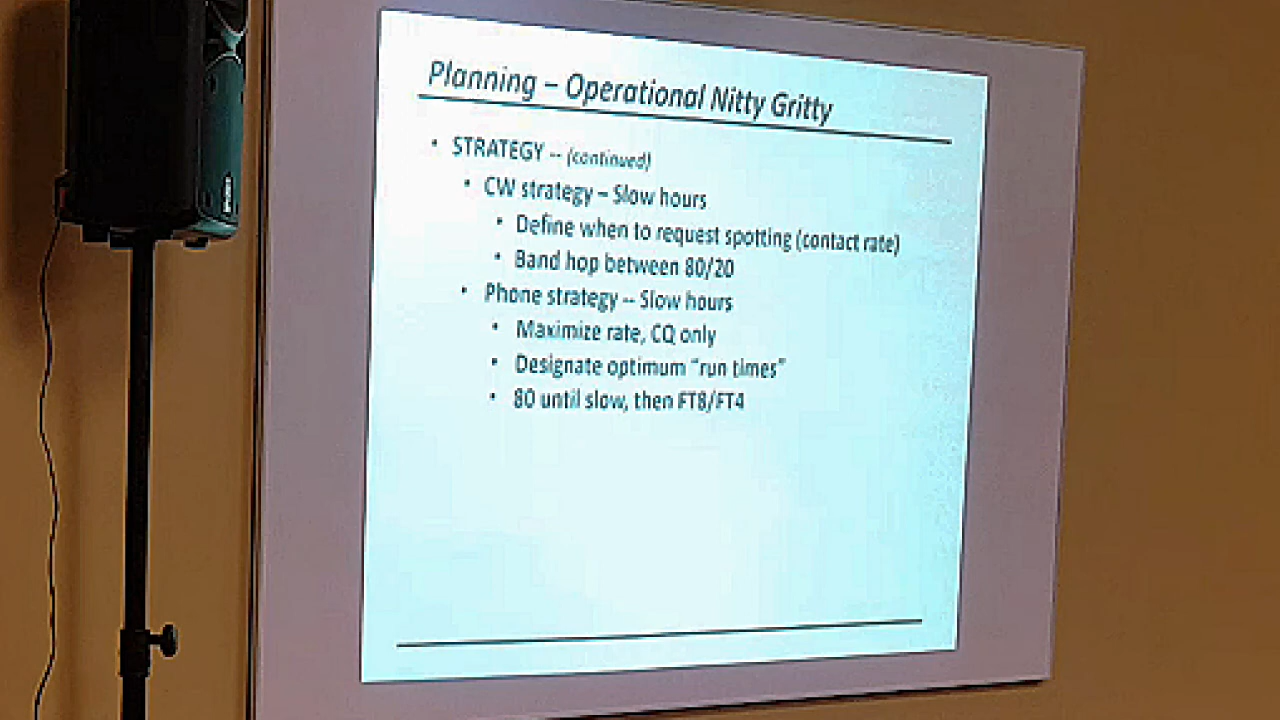 Planning – Operational Nitty Gritty
• STRATEGY -- (continued)
• CW strategy – Slow hours
• Define when to request spotting (contact rate)
• Band hop between 80/20
• Phone strategy -- Slow hours
• Maximize rate, CQ only
• Designate optimum “run times”
• 80 until slow, then FT8/FT4